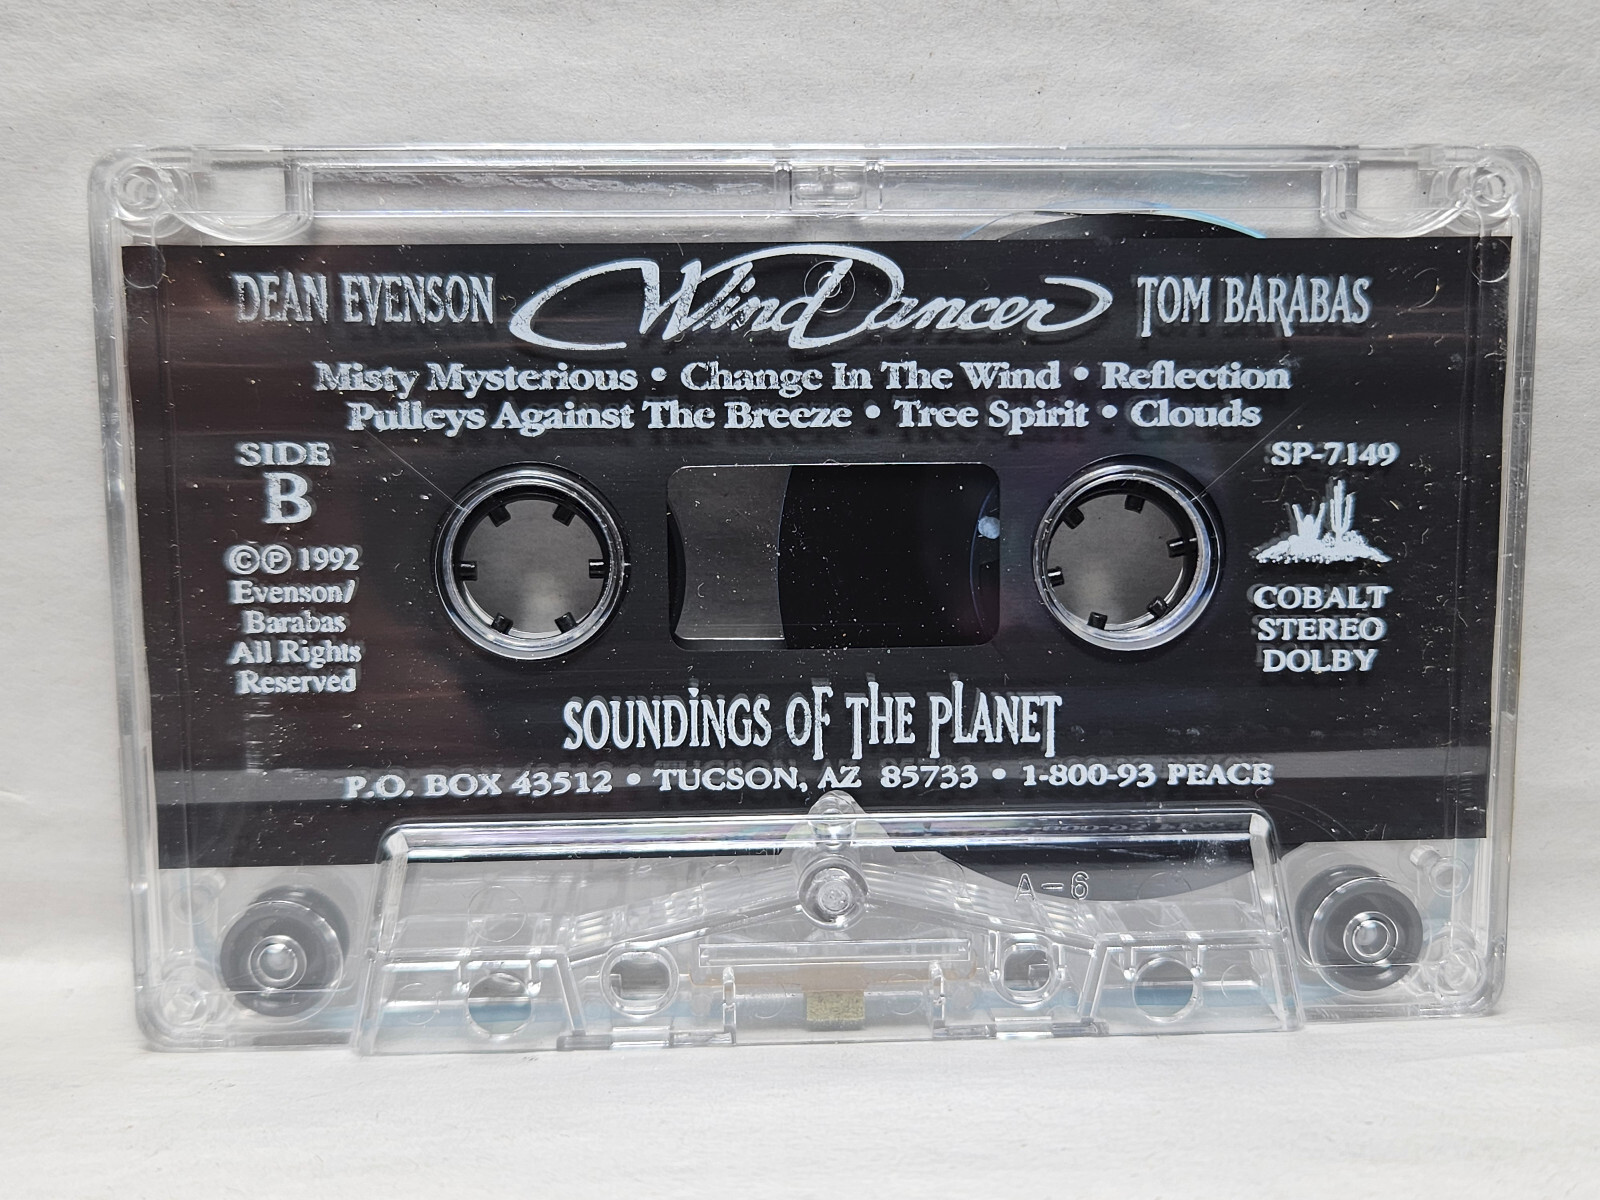 DEAN EVENSON Wind Dancer TOM BARABAS
Misty Mysterious • Change In The Wind • Reflection
Pulleys Against The Breeze • Tree Spirit • Clouds
SIDE
B
©℗ 1992
Evenson/
Barabas
All Rights
Reserved
SP-7149
COBALT
STEREO
DOLBY
SOUNDINGS OF THE PLANET
P.O. BOX 43512 • TUCSON, AZ 85733 • 1-800-93 PEACE
A-6